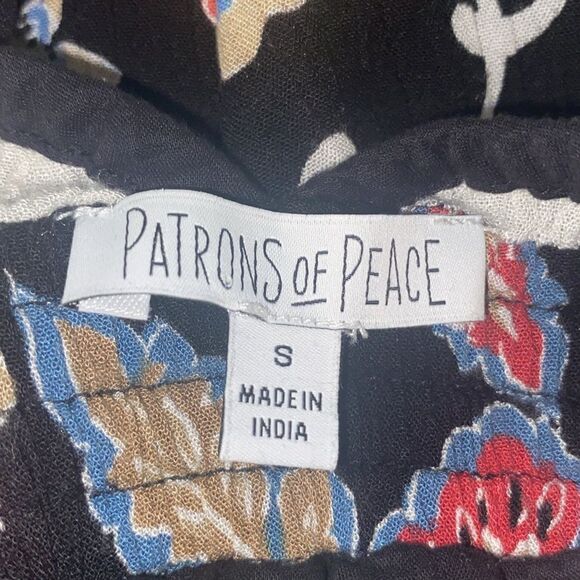 PATRONS OF PEACE
S
MADE IN
INDIA